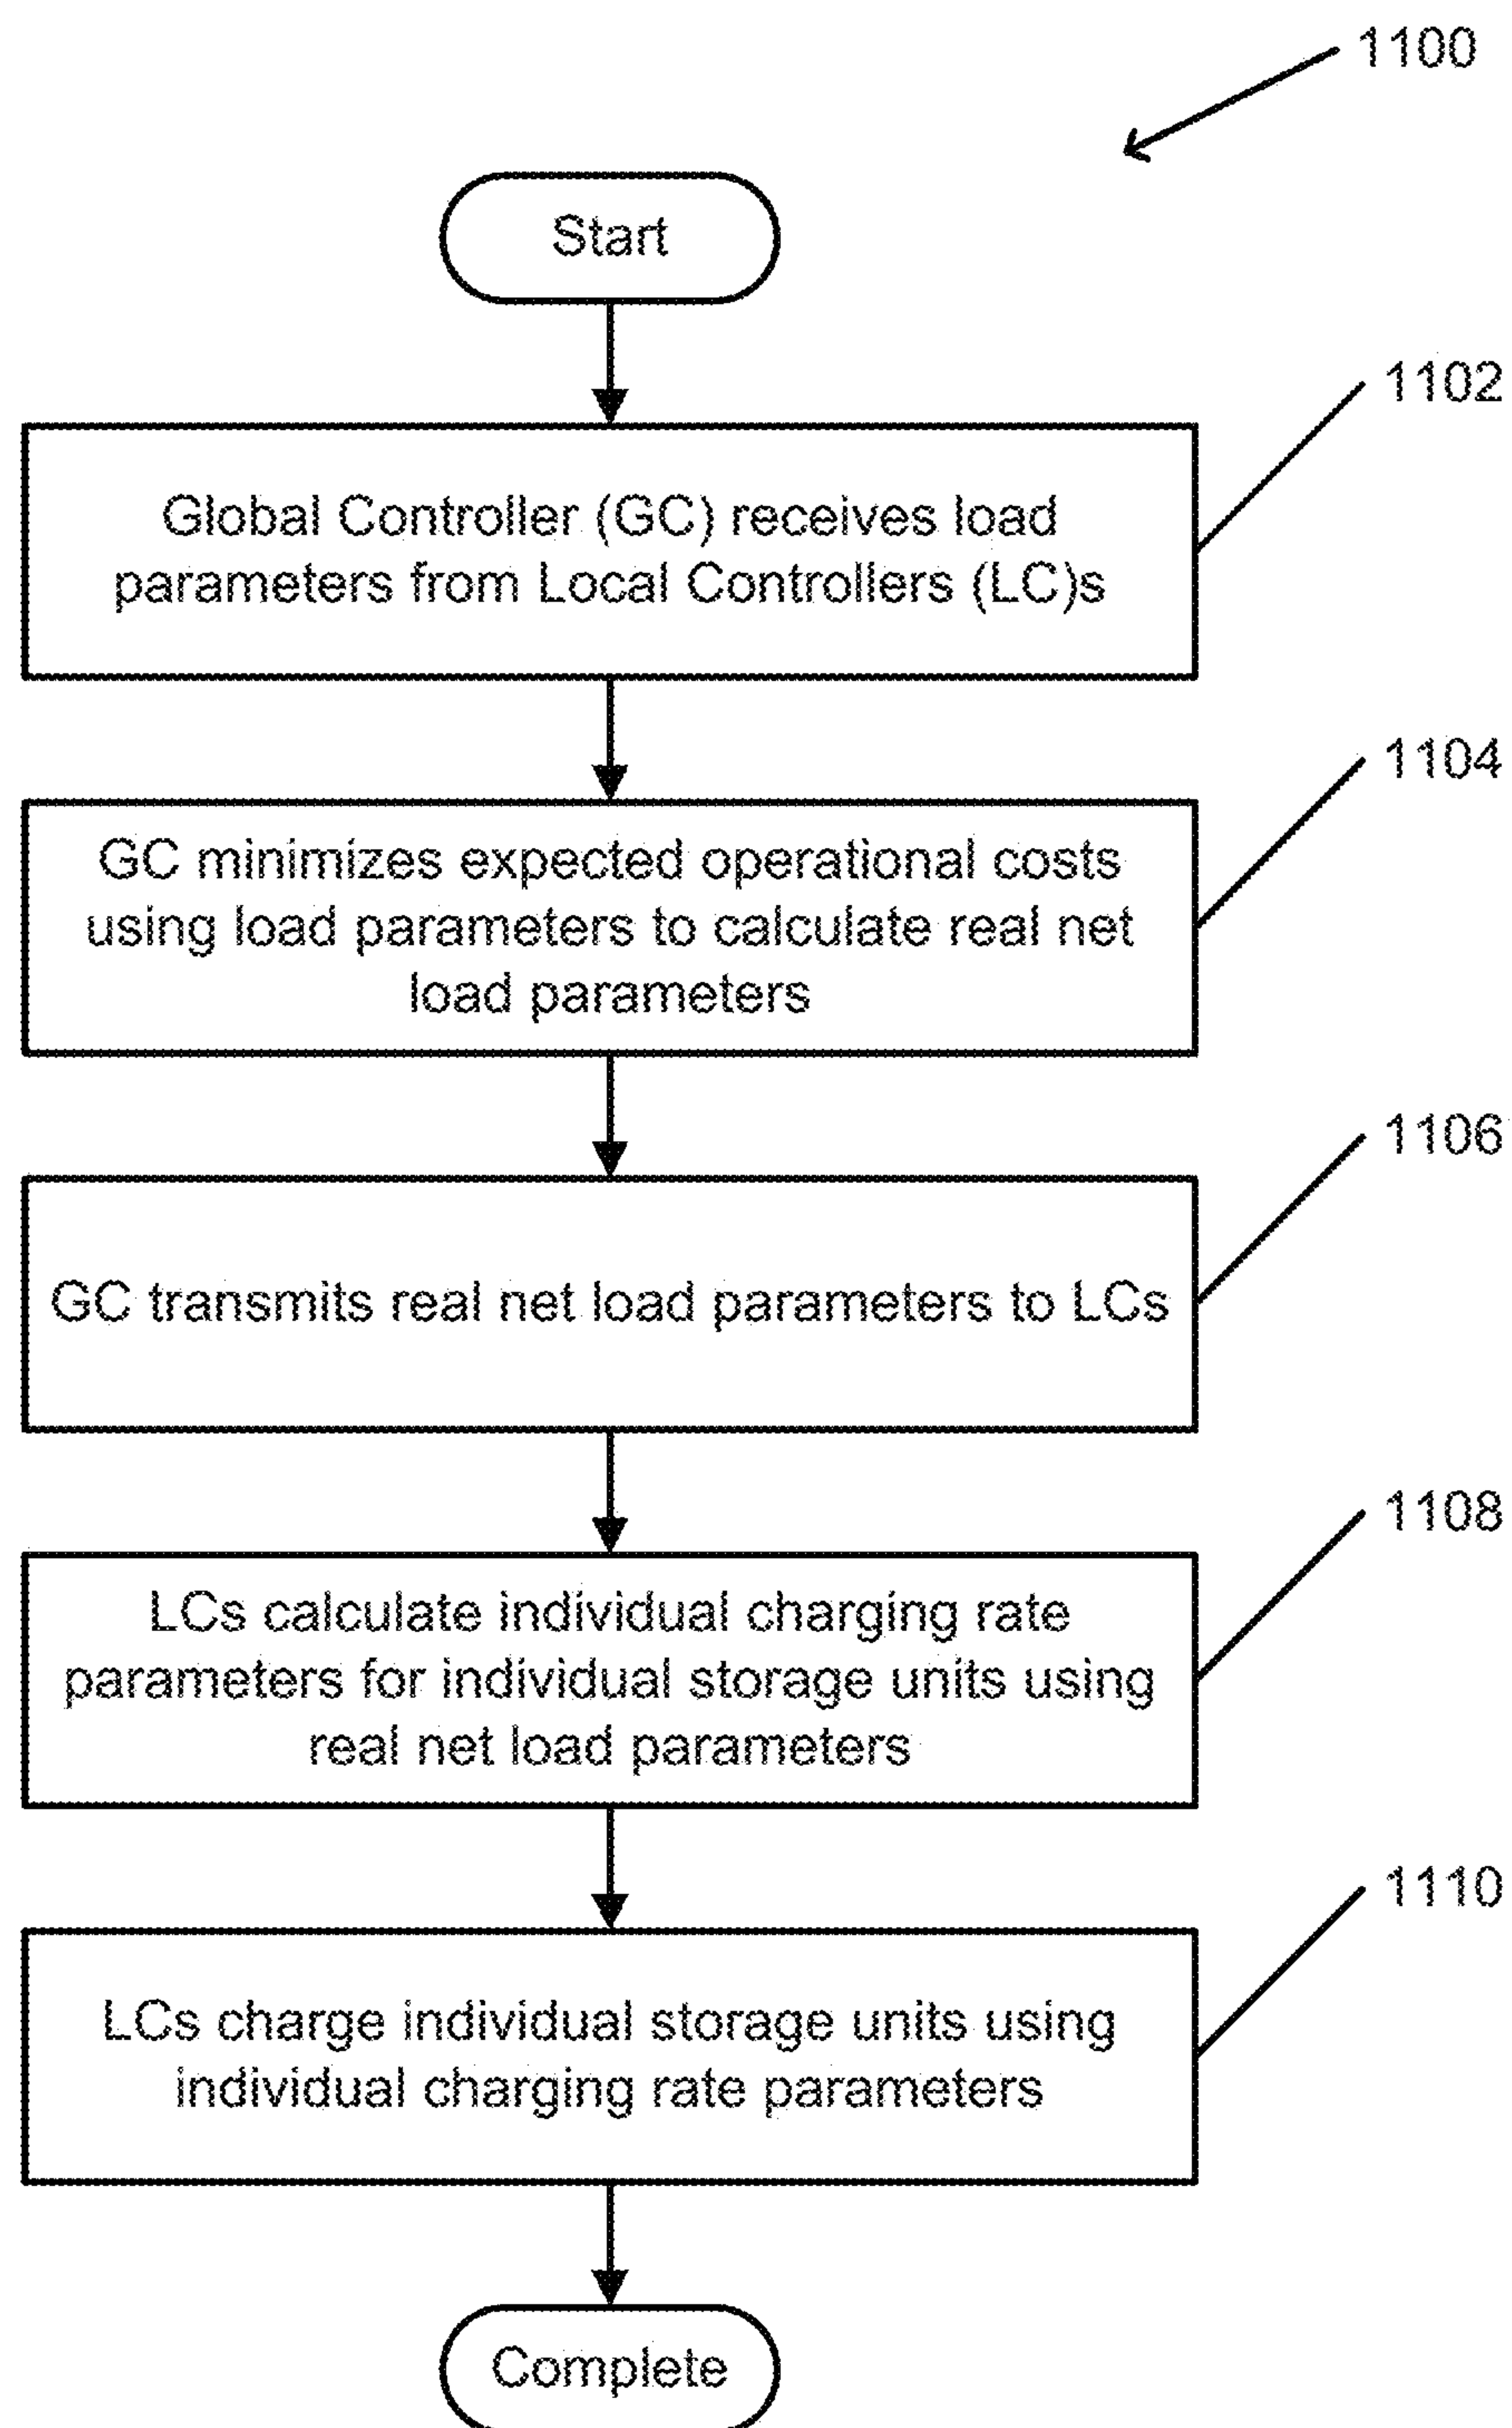 1100
Start
1102
Global Controller (GC) receives load
parameters from Local Controllers (LC)s
1104
GC minimizes expected operational costs
using load parameters to calculate real net
load parameters
1106
GC transmits real net load parameters to LCs
1108
LCs calculate individual charging rate
parameters for individual storage units using
real net load parameters
1110
LCs charge individual storage units using
individual charging rate parameters
Complete